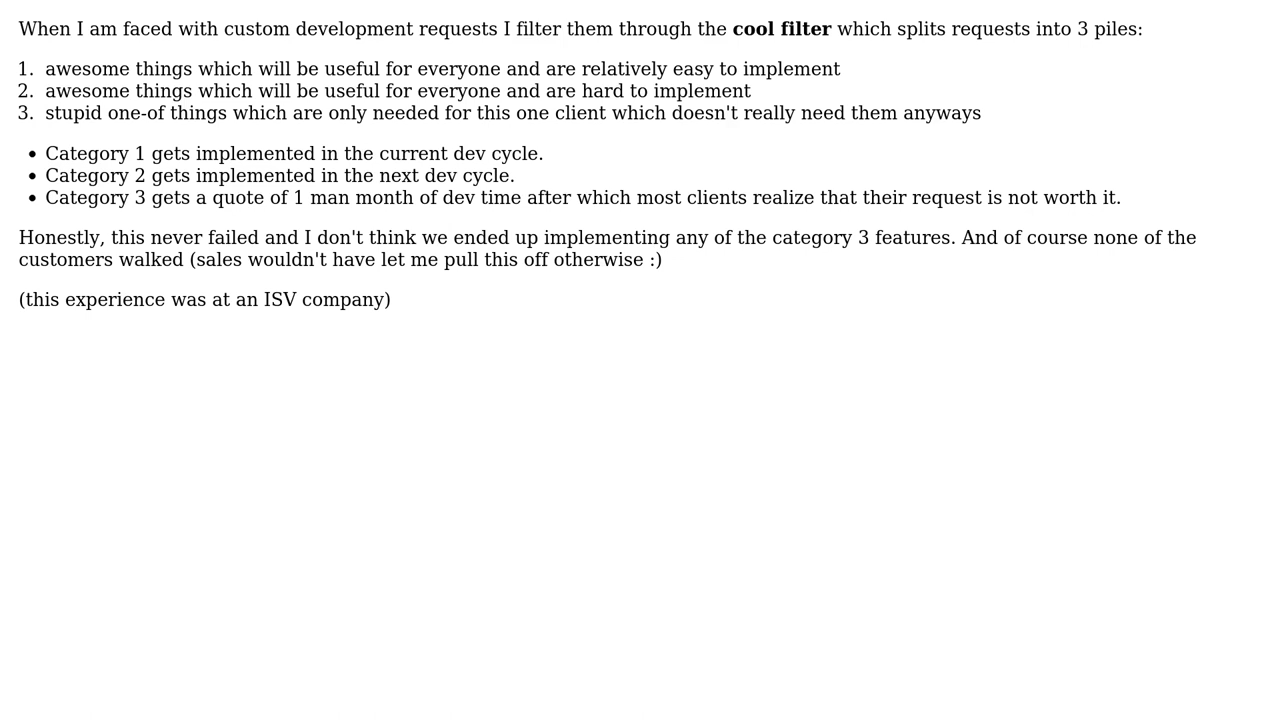 When I am faced with custom development requests I filter them through the cool filter which splits requests into 3 piles:
1. awesome things which will be useful for everyone and are relatively easy to implement
2. awesome things which will be useful for everyone and are hard to implement
3. stupid one-of things which are only needed for this one client which doesn't really need them anyways
• Category 1 gets implemented in the current dev cycle.
• Category 2 gets implemented in the next dev cycle.
• Category 3 gets a quote of 1 man month of dev time after which most clients realize that their request is not worth it.
Honestly, this never failed and I don't think we ended up implementing any of the category 3 features. And of course none of the
customers walked (sales wouldn't have let me pull this off otherwise :)
(this experience was at an ISV company)